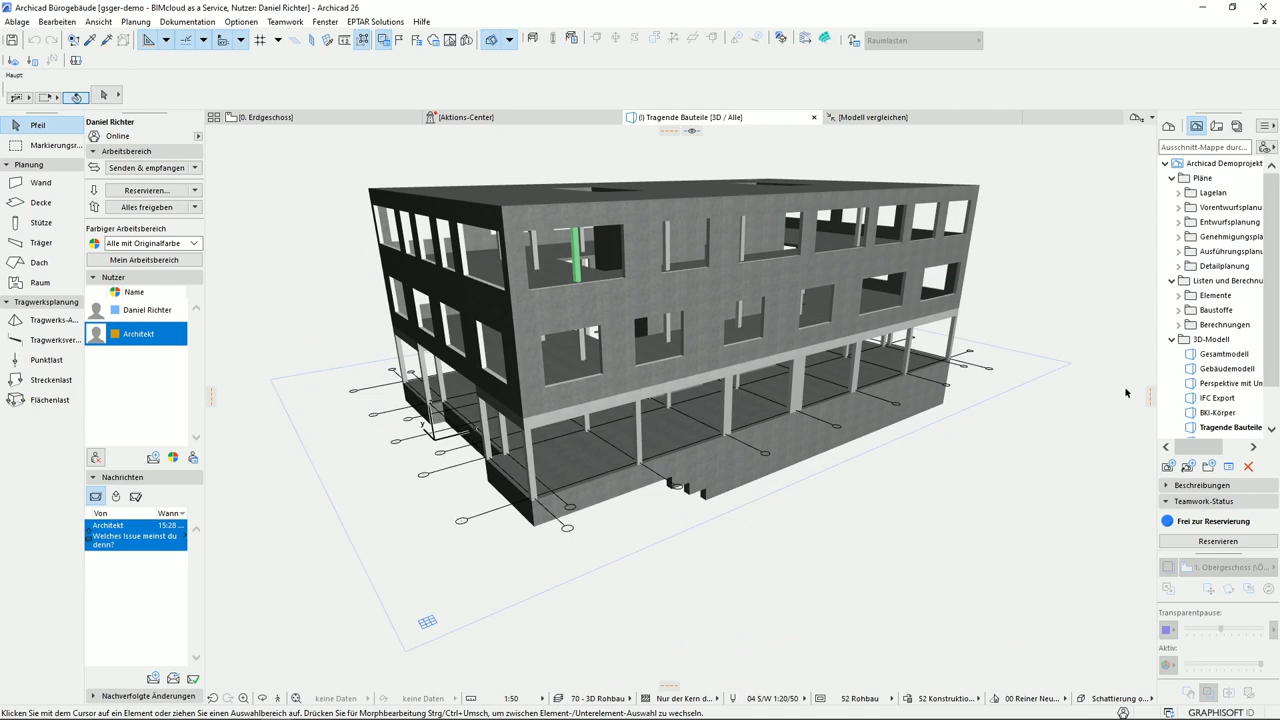 Archicad Bürogebäude [gsger-demo - BIMcloud as a Service, Nutzer: Daniel Richter] - Archicad 26
Ablage Bearbeiten Ansicht Planung Dokumentation Optionen Teamwork Fenster EPTAR Solutions Hilfe
Raumlasten
Haupt:
[0. Erdgeschoss]
[Aktions-Center]
(!) Tragende Bauteile [3D / Alle]
[Modell vergleichen]
Pfeil
Markierungsr...
Planung
Wand
Decke
Stütze
Träger
Dach
Raum
Tragwerksplanung
Tragwerks-A...
Tragwerksver...
Punktlast
Streckenlast
Flächenlast
Daniel Richter
Online
Arbeitsbereich
Senden & empfangen
Reservieren...
Alles freigeben
Farbiger Arbeitsbereich
Alle mit Originalfarbe
Mein Arbeitsbereich
Nutzer
Name
Daniel Richter
Architekt
Nachrichten
Von Wann
Architekt 15:28 ...
Welches Issue meinst du
denn?
Nachverfolgte Änderungen
y
Ausschnitt-Mappe durc...
Archicad Demoprojekt
Pläne
Lageplan
Vorentwurfsplanu
Entwurfsplanung
Genehmigungspla
Ausführungsplanu
Detailplanung
Listen und Berechnu
Elemente
Baustoffe
Berechnungen
3D-Modell
Gesamtmodell
Gebäudemodell
Perspektive mit Um
IFC Export
BKI-Körper
Tragende Bauteile
Beschreibungen
Teamwork-Status
Frei zur Reservierung
Reservieren
1. Obergeschoss (\Ö...
Transparentpause:
Aktiv:
keine Daten
keine Daten
1:50
70 - 3D Rohbau
Nur der Kern d...
04 S/W 1:20/50
52 Rohbau
52 Konstruktio...
00 Reiner Neu...
Schattierung o...
Klicken Sie mit dem Cursor auf ein Element oder ziehen Sie einen Auswahlbereich auf. Drücken Sie für Morphbearbeitung Strg/Ctrl+Umsch, um zwischen Element-/Unterelement-Auswahl zu wechseln.
GRAPHISOFT ID